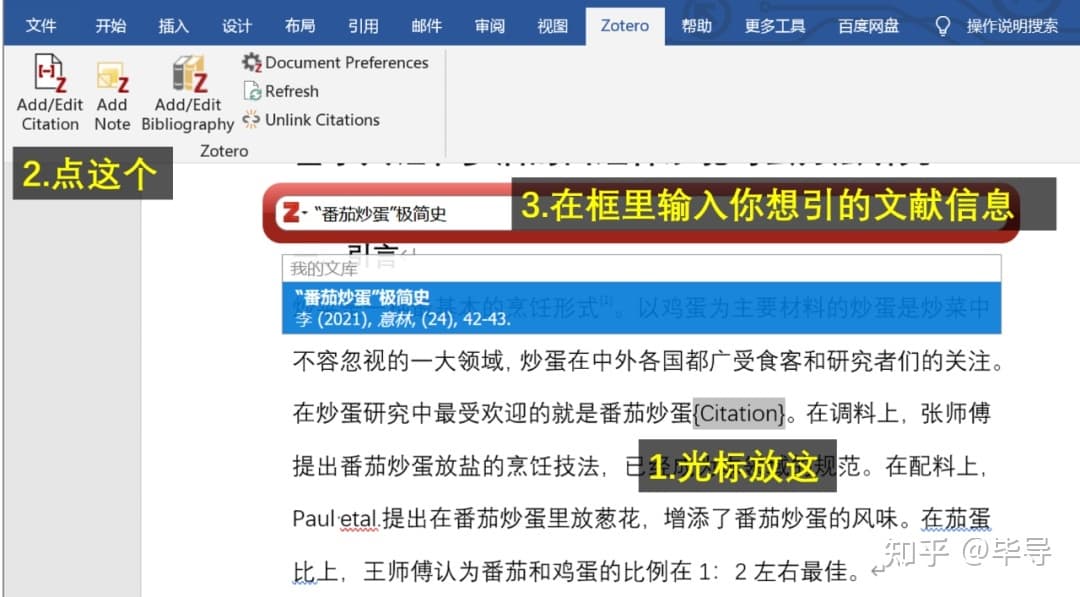 文件 开始 插入 设计 布局 引用 邮件 审阅 视图 Zotero 帮助 更多工具 百度网盘 操作说明搜索
Add/Edit Citation
Add Note
Add/Edit Bibliography
Document Preferences
Refresh
Unlink Citations
Zotero
2.点这个
Z "番茄炒蛋"极简史
3.在框里输入你想引的文献信息
引言
我的文库
"番茄炒蛋"极简史
李 (2021), 意林, (24), 42-43.
基本的烹饪形式[1]。以鸡蛋为主要材料的炒蛋是炒菜中
不容忽视的一大领域,炒蛋在中外各国都广受食客和研究者们的关注。
在炒蛋研究中最受欢迎的就是番茄炒蛋{Citation}。在调料上，张师傅
提出番茄炒蛋放盐的烹饪技法，已规范。在配料上，
1.光标放这
Paul etal.提出在番茄炒蛋里放葱花，增添了番茄炒蛋的风味。在茄蛋
比上，王师傅认为番茄和鸡蛋的比例在 1：2 左右最佳。
知乎 @毕导